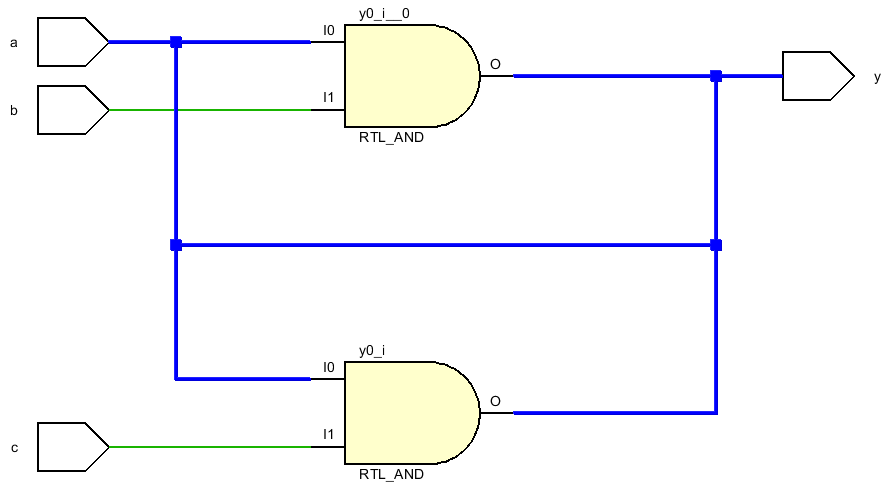 y0_i__0
a
I0
O
y
b
I1
RTL_AND
y0_i
I0
O
c
I1
RTL_AND